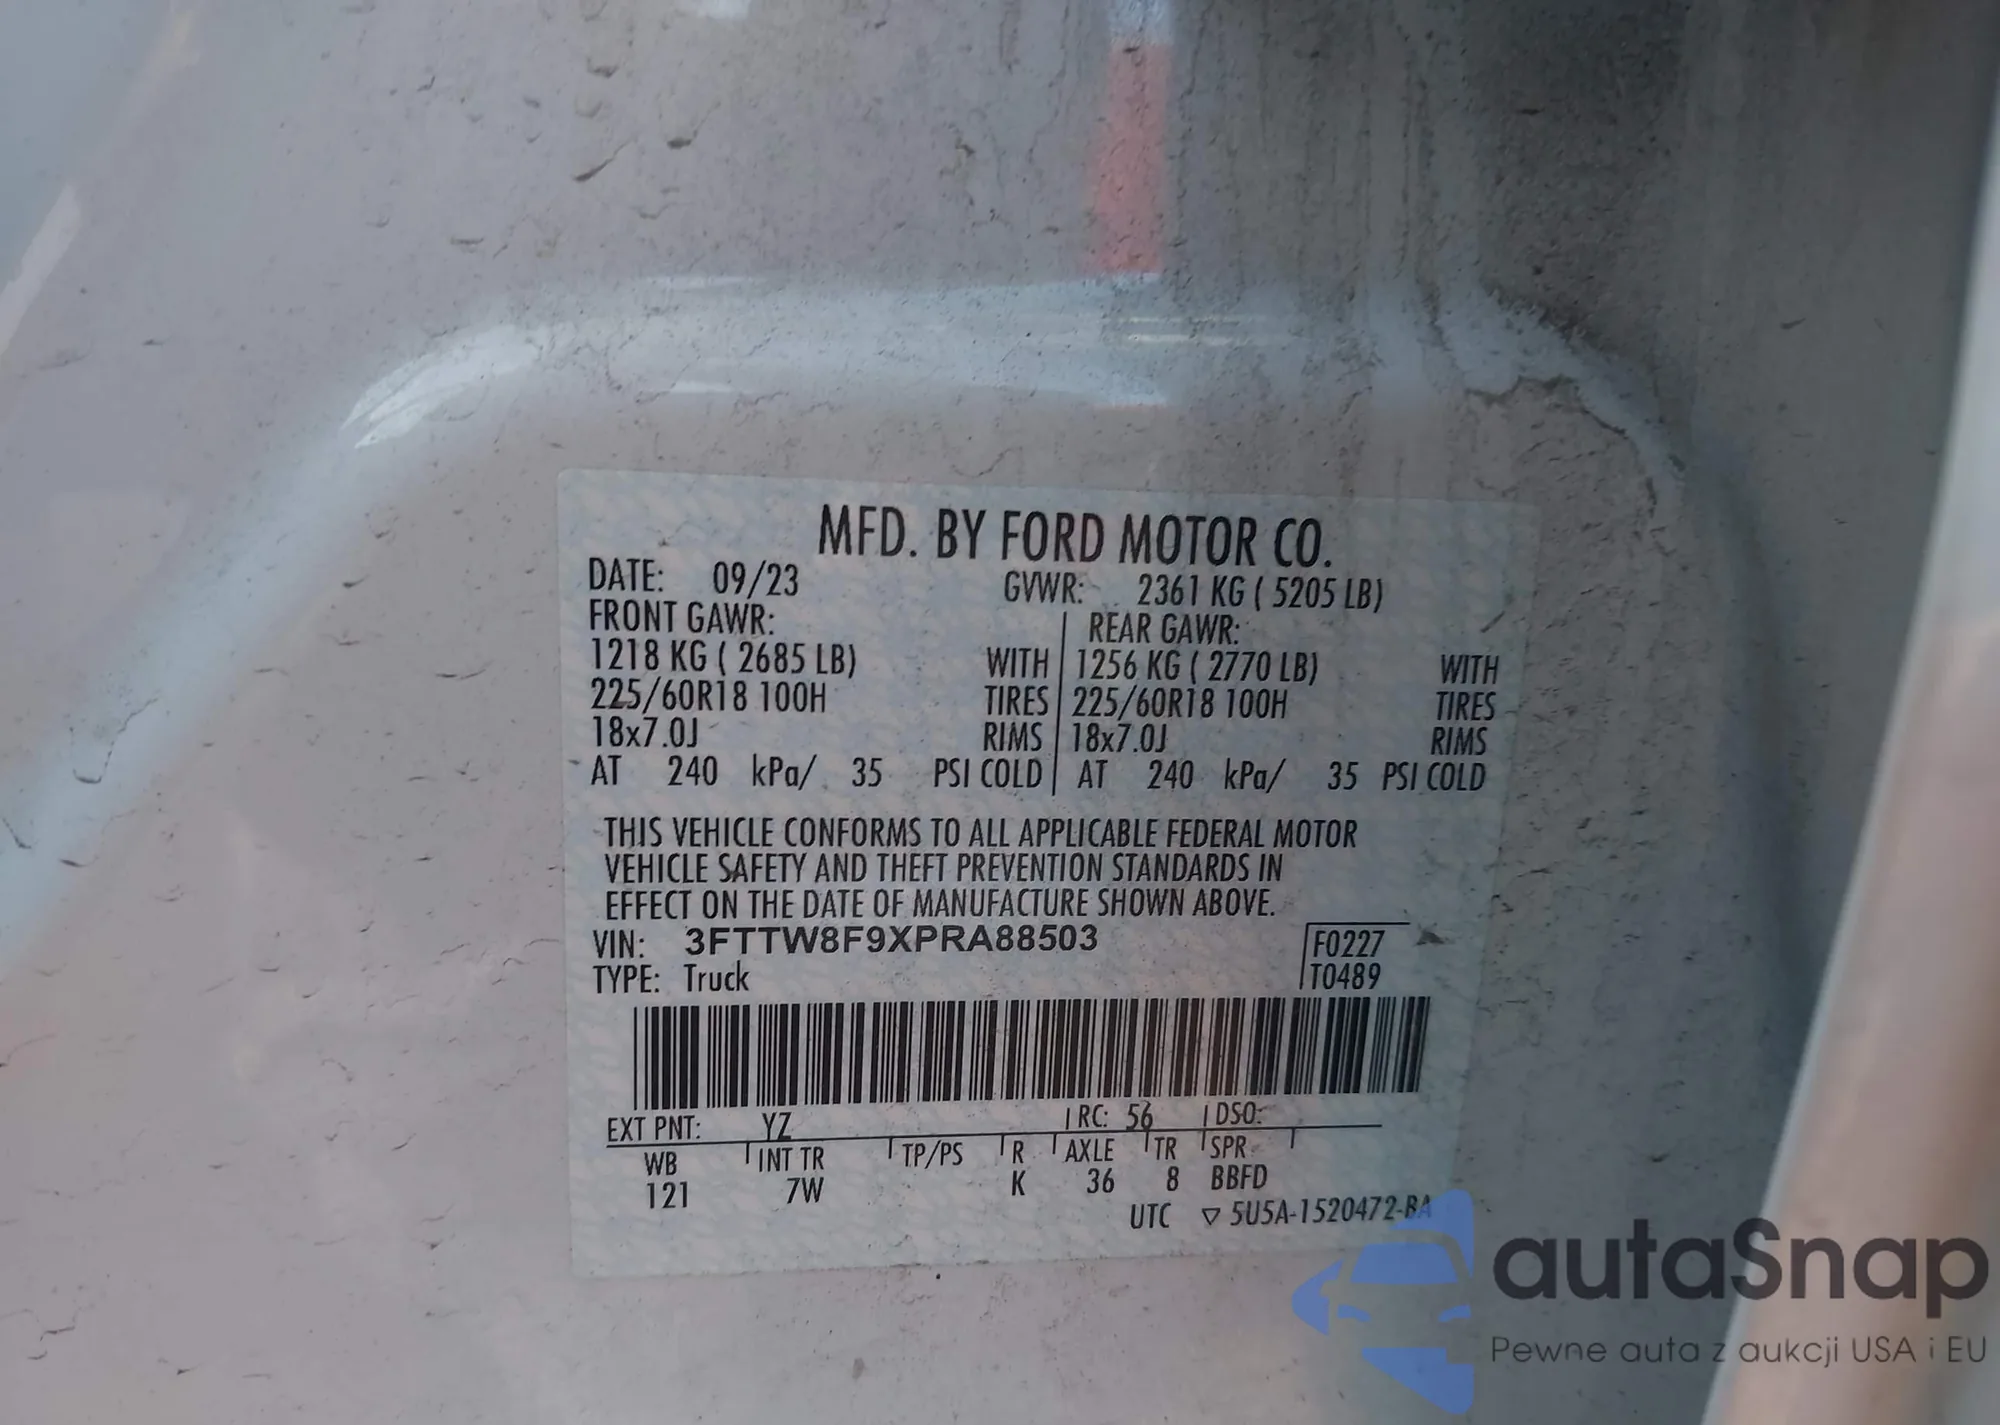 MFD. BY FORD MOTOR CO.
DATE: 09/23 GVWR: 2361 KG ( 5205 LB)
FRONT GAWR: REAR GAWR:
1218 KG ( 2685 LB) WITH 1256 KG ( 2770 LB) WITH
225/60R18 100H TIRES 225/60R18 100H TIRES
18x7.0J RIMS 18x7.0J RIMS
AT 240 kPa/ 35 PSI COLD AT 240 kPa/ 35 PSI COLD
THIS VEHICLE CONFORMS TO ALL APPLICABLE FEDERAL MOTOR
VEHICLE SAFETY AND THEFT PREVENTION STANDARDS IN
EFFECT ON THE DATE OF MANUFACTURE SHOWN ABOVE.
VIN: 3FTTW8F9XPRA88503 F0227
TYPE: Truck T0489
EXT PNT: YZ RC: 56 DSO:
WB INT TR TP/PS R AXLE TR SPR
121 7W K 36 8 BBFD
UTC ▽ 5U5A-1520472-BA
autaSnap
Pewne auta z aukcji USA i EU